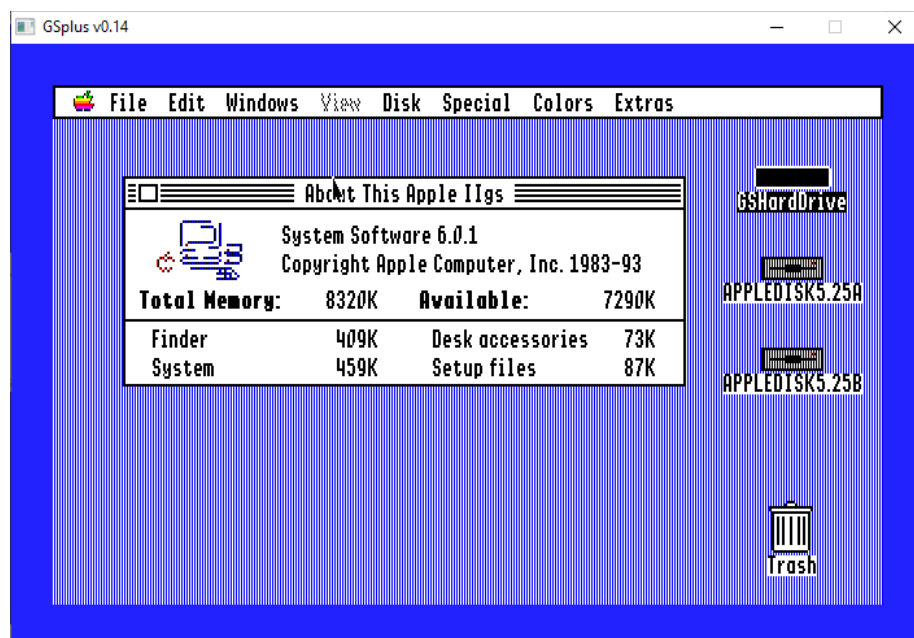 GSplus v0.14
File Edit Windows View Disk Special Colors Extras
About This Apple IIgs
System Software 6.0.1
Copyright Apple Computer, Inc. 1983-93
Total Memory: 8320K Available: 7290K
Finder 409K Desk accessories 73K
System 459K Setup files 87K
GSHardDrive
APPLEDISK5.25A
APPLEDISK5.25B
Trash